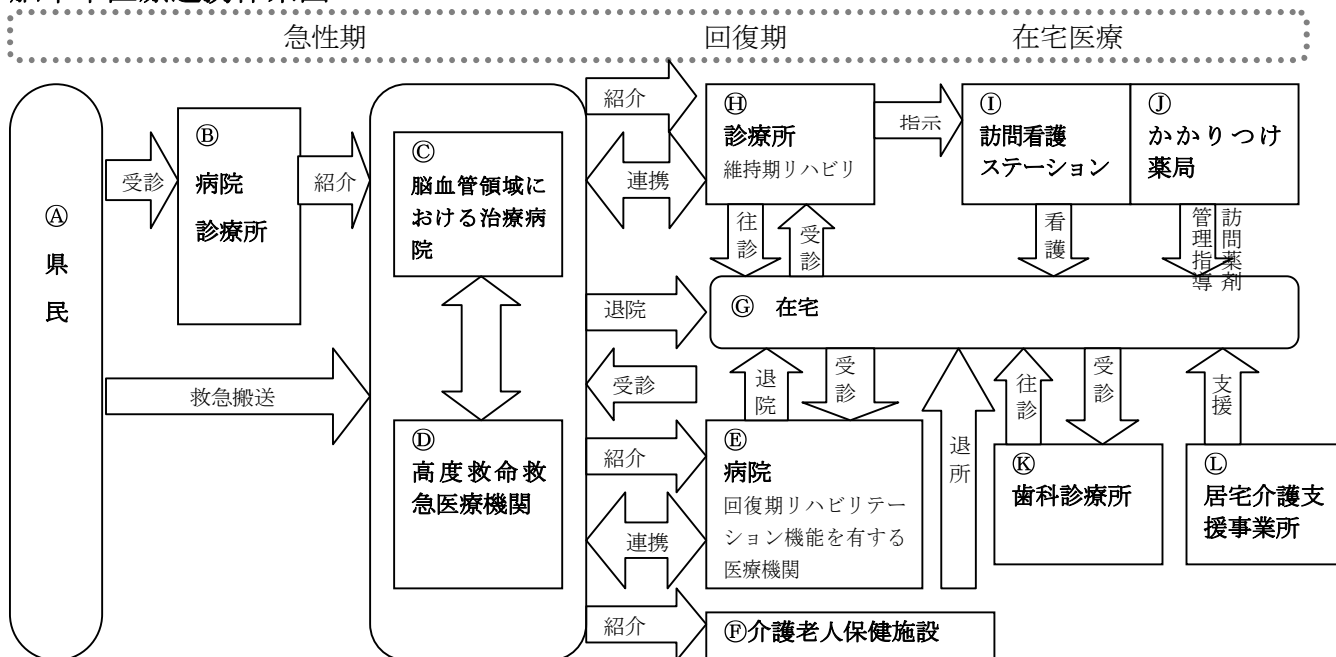 急性期
回復期
在宅医療
Ⓐ
県
民
受診
Ⓑ
病院
診療所
紹介
救急搬送
Ⓒ
脳血管領域に
おける治療病
院
Ⓓ
高度救命救
急医療機関
紹介
連携
退院
受診
紹介
連携
紹介
Ⓗ
診療所
維持期リハビリ
指示
Ⓘ
訪問看護
ステーション
Ⓙ
かかりつけ
薬局
往診
受診
看護
訪問薬剤
管理指導
Ⓖ 在宅
退院
受診
退所
往診
受診
支援
Ⓔ
病院
回復期リハビリテー
ション機能を有する
医療機関
Ⓚ
歯科診療所
Ⓛ
居宅介護支
援事業所
Ⓕ介護老人保健施設